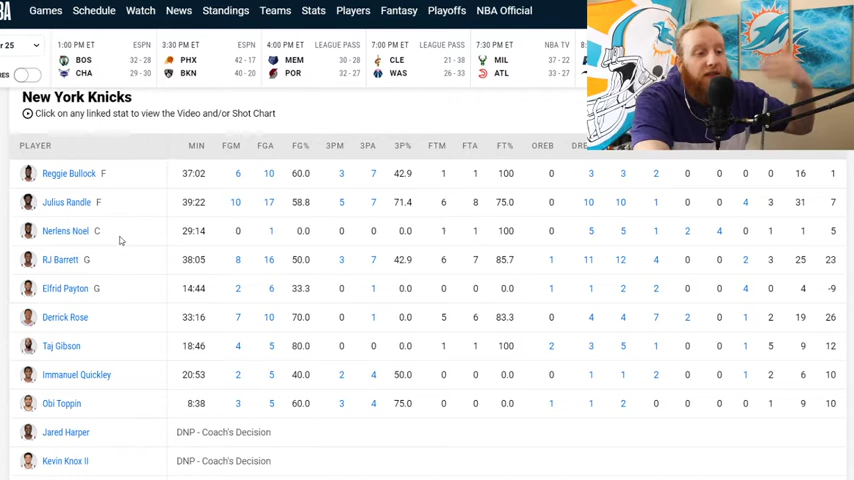 BA Games Schedule Watch News Standings Teams Stats Players Fantasy Playoffs NBA Official
r 25 1:00 PM ET ESPN 3:30 PM ET ESPN 4:00 PM ET LEAGUE PASS 7:00 PM ET LEAGUE PASS 7:30 PM ET NBA TV 8:
BOS 32 - 28 PHX 42 - 17 MEM 30 - 28 CLE 21 - 38 MIL 37 - 22
RES CHA 29 - 30 BKN 40 - 20 POR 32 - 27 WAS 26 - 33 ATL 33 - 27
New York Knicks
Click on any linked stat to view the Video and/or Shot Chart
PLAYER MIN FGM FGA FG% 3PM 3PA 3P% FTM FTA FT% OREB DRE
Reggie Bullock F 37:02 6 10 60.0 3 7 42.9 1 1 100 0 3 3 2 0 0 0 0 16 1
Julius Randle F 39:22 10 17 58.8 5 7 71.4 6 8 75.0 0 10 10 1 0 0 4 3 31 7
Nerlens Noel C 29:14 0 1 0.0 0 0 0.0 1 1 100 0 5 5 1 2 4 0 1 1 5
RJ Barrett G 38:05 8 16 50.0 3 7 42.9 6 7 85.7 1 11 12 4 0 0 2 3 25 23
Elfrid Payton G 14:44 2 6 33.3 0 1 0.0 0 0 0.0 1 1 2 2 0 0 4 0 4 -9
Derrick Rose 33:16 7 10 70.0 0 1 0.0 5 6 83.3 0 4 4 7 2 0 1 2 19 26
Taj Gibson 18:46 4 5 80.0 0 0 0.0 1 1 100 2 3 5 1 0 0 1 5 9 12
Immanuel Quickley 20:53 2 5 40.0 2 4 50.0 0 0 0.0 0 1 1 2 0 0 1 2 6 10
Obi Toppin 8:38 3 5 60.0 3 4 75.0 0 0 0.0 1 1 2 0 0 0 0 1 9 10
Jared Harper DNP - Coach's Decision
Kevin Knox II DNP - Coach's Decision